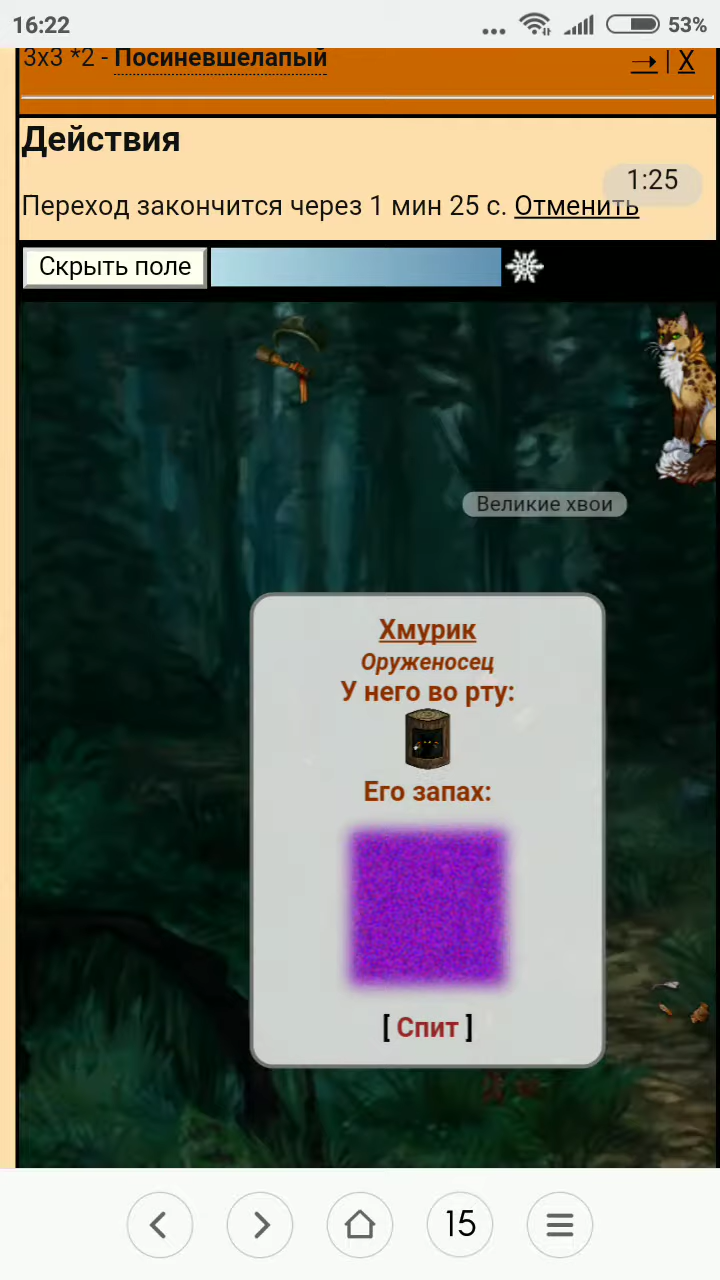 16:22
53%
3х3 *2 - Посиневшелапый
→ | X
Действия
1:25
Переход закончится через 1 мин 25 с. Отменить
Скрыть поле
Великие хвои
Хмурик
Оруженосец
У него во рту:
Его запах:
[ Спит ]
15